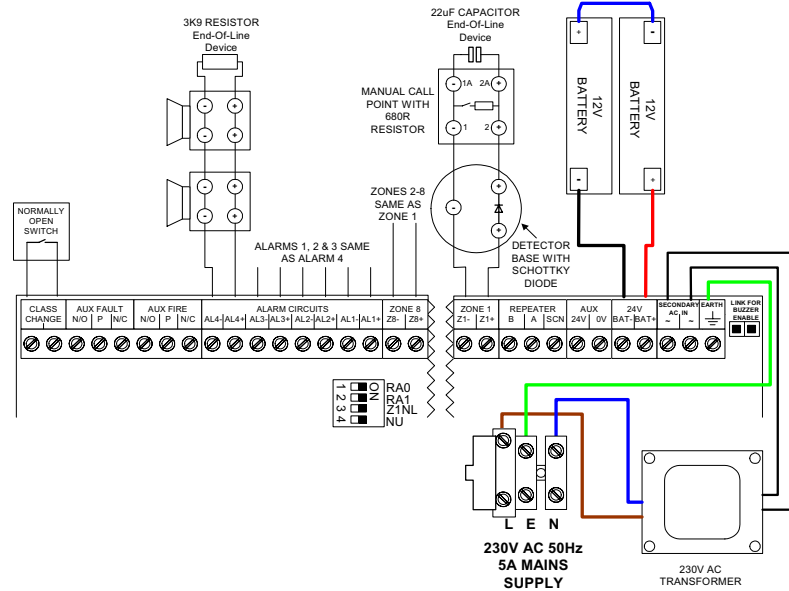 3K9 RESISTOR
End-Of-Line
Device
22uF CAPACITOR
End-Of-Line
Device
+
-
12V
BATTERY
12V
BATTERY
-
+
MANUAL CALL
POINT WITH
680R
RESISTOR
- 1A 2A +
- 1 2 +
- +
- +
- +
- +
ZONES 2-8
SAME AS
ZONE 1
+
-
+
DETECTOR
BASE WITH
SCHOTTKY
DIODE
NORMALLY
OPEN
SWITCH
ALARMS 1, 2 & 3 SAME
AS ALARM 4
CLASS
CHANGE
AUX FAULT
N/O P N/C
AUX FIRE
N/O P N/C
ALARM CIRCUITS
AL4- AL4+ AL3- AL3+ AL2- AL2+ AL1- AL1+
ZONE 8
Z8- Z8+
ZONE 1
Z1- Z1+
REPEATER
B A SCN
AUX
24V 0V
24V
BAT- BAT+
SECONDARY
AC IN
~ ~
EARTH
LINK FOR
BUZZER
ENABLE
1 2 3 4
ON
RA0
RA1
Z1NL
NU
L E N
230V AC 50Hz
5A MAINS
SUPPLY
230V AC
TRANSFORMER